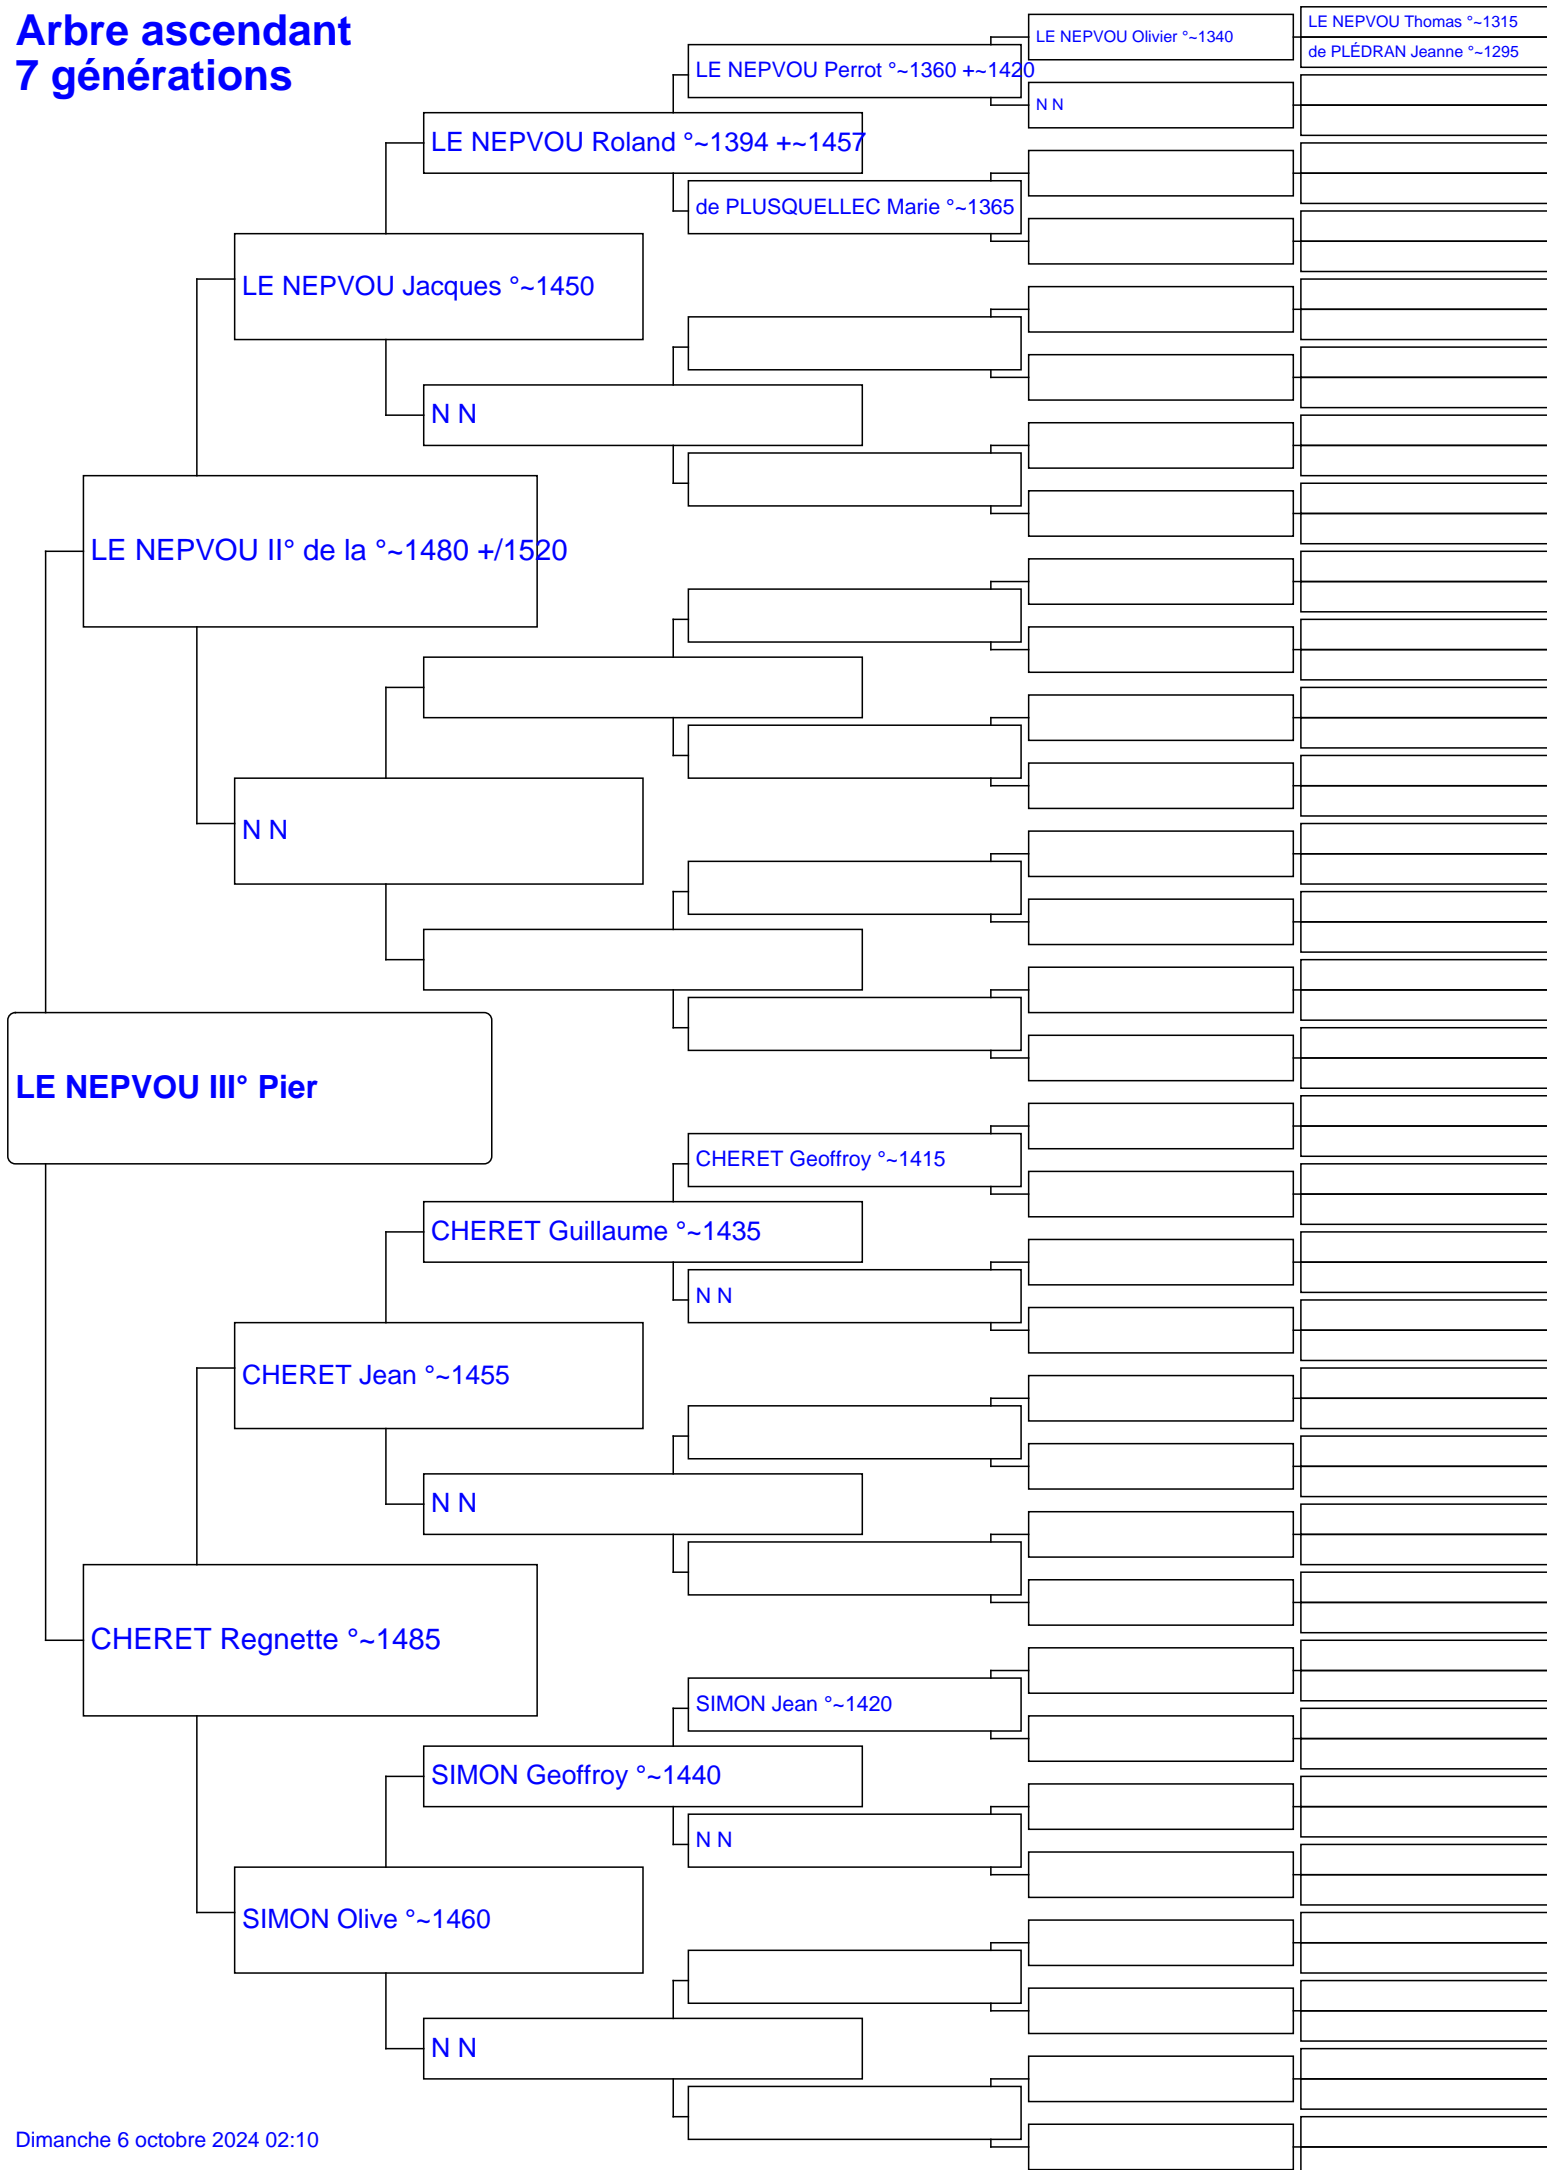 Arbre ascendant
7 générations
LE NEPVOU Thomas °~1315
LE NEPVOU Olivier °~1340
de PLÉDRAN Jeanne °~1295
LE NEPVOU Perrot °~1360 +~1420
N N
LE NEPVOU Roland °~1394 +~1457
de PLUSQUELLEC Marie °~1365
LE NEPVOU Jacques °~1450
N N
LE NEPVOU II° de la °~1480 +/1520
N N
LE NEPVOU III° Pier
CHERET Geoffroy °~1415
CHERET Guillaume °~1435
N N
CHERET Jean °~1455
N N
CHERET Regnette °~1485
SIMON Jean °~1420
SIMON Geoffroy °~1440
N N
SIMON Olive °~1460
N N
Dimanche 6 octobre 2024 02:10